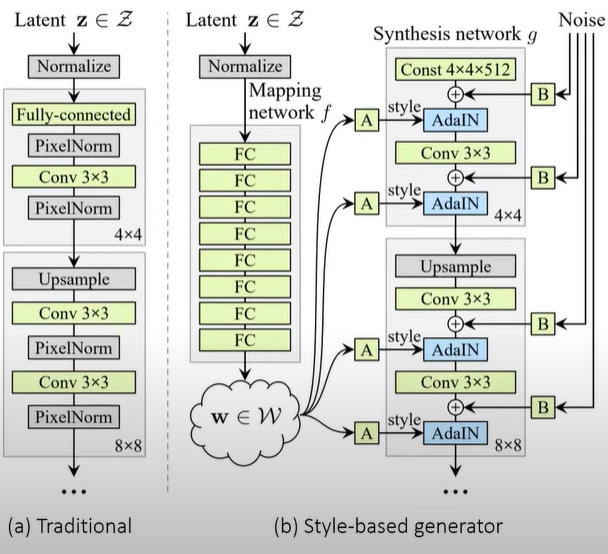 Latent z ∈ Z
Normalize
Fully-connected
PixelNorm
Conv 3×3
PixelNorm
4×4
Upsample
Conv 3×3
PixelNorm
Conv 3×3
PixelNorm
8×8
...
(a) Traditional
Latent z ∈ Z
Normalize
Mapping
network f
FC
FC
FC
FC
FC
FC
FC
FC
w ∈ W
Synthesis network g
Noise
Const 4×4×512
B
A
style
AdaIN
Conv 3×3
B
A
style
AdaIN
4×4
Upsample
Conv 3×3
B
A
style
AdaIN
Conv 3×3
B
A
style
AdaIN
8×8
...
(b) Style-based generator